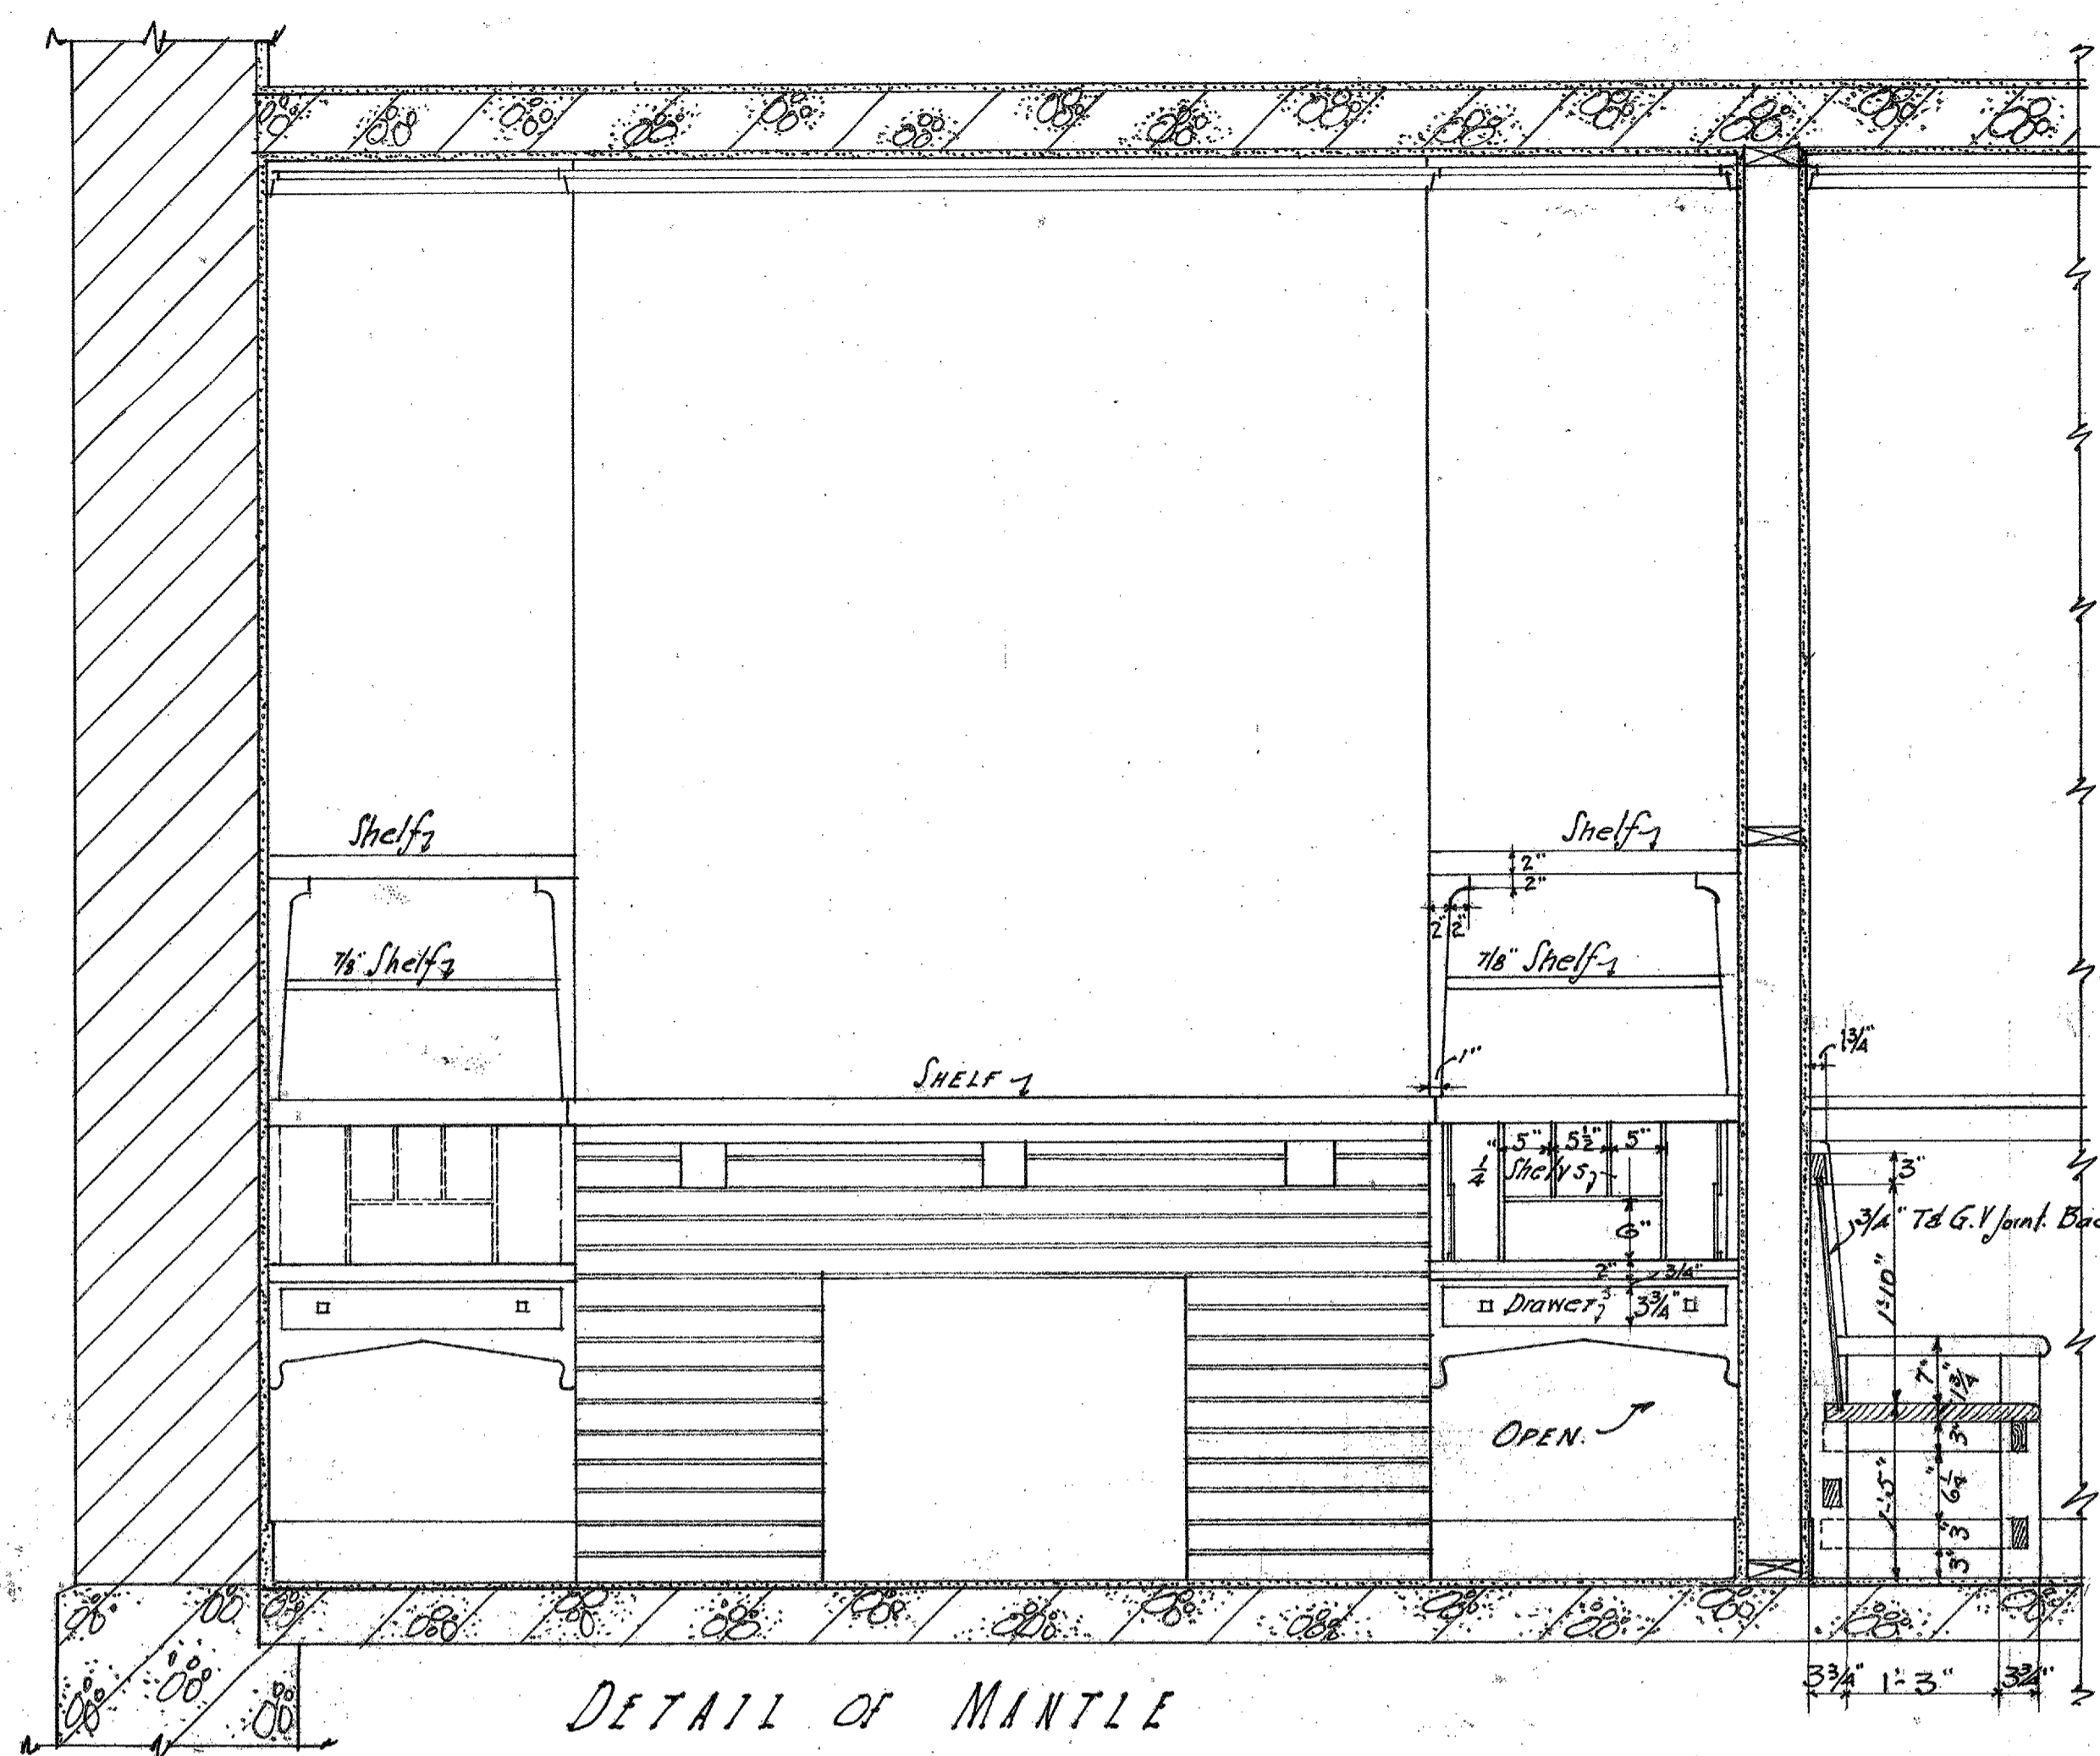 Shelf
Shelf
2"
2"
2" 2"
7/8" Shelf
7/8" Shelf
1 3/4"
SHELF
1"
5" 5 1/2" 5"
1/4" Shelvs
3"
6"
3/4" T & G. V Joint.
1'-10"
2"
3/4"
Drawer 3 3/4"
7"
1 3/4"
OPEN.
3"
1'-5"
6 1/4"
3"
3"
3 3/4" 1'-3" 3 3/4"
DETAIL OF MANTLE